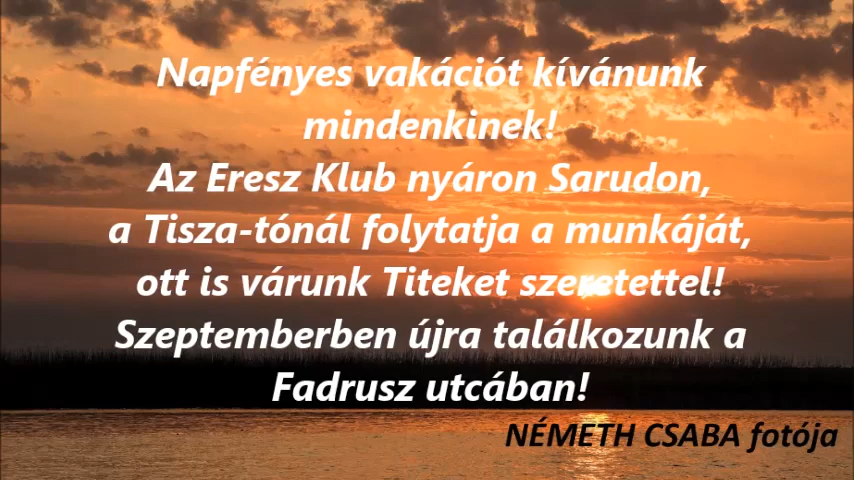 Napfényes vakációt kívánunk
mindenkinek!
Az Eresz Klub nyáron Sarudon,
a Tisza-tónál folytatja a munkáját,
ott is várunk Titeket szeretettel!
Szeptemberben újra találkozunk a
Fadrusz utcában!
NÉMETH CSABA fotója